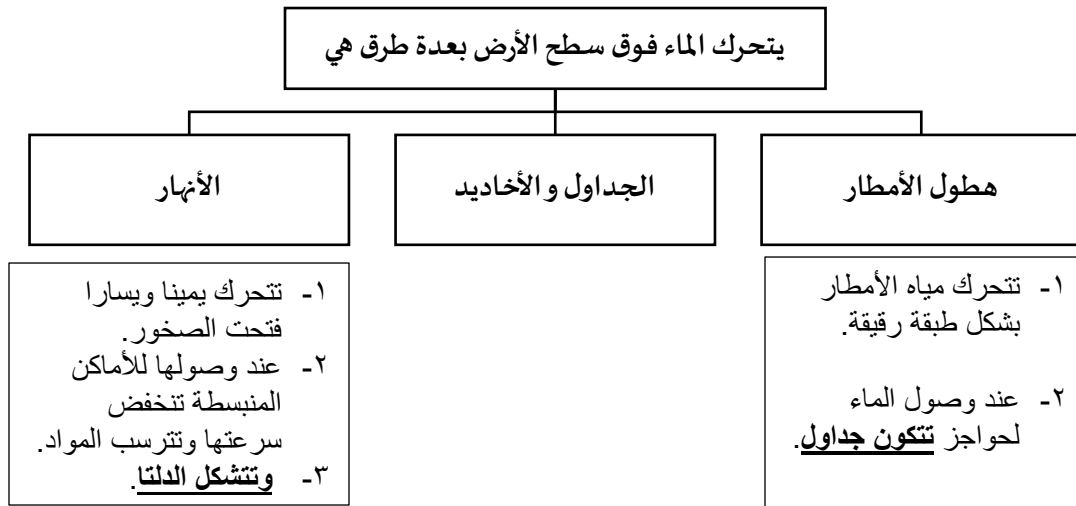 يتحرك الماء فوق سطح الأرض بعدة طرق هي
هطول الأمطار
الجداول والأخاديد
الأنهار
١- تتحرك مياه الأمطار
بشكل طبقة رقيقة.
٢- عند وصول الماء
لحواجز تتكون جداول.
١- تتحرك يمينا ويسارا
فتحت الصخور.
٢- عند وصولها للأماكن
المنبسطة تنخفض
سرعتها وتترسب المواد.
٣- وتتشكل الدلتا.